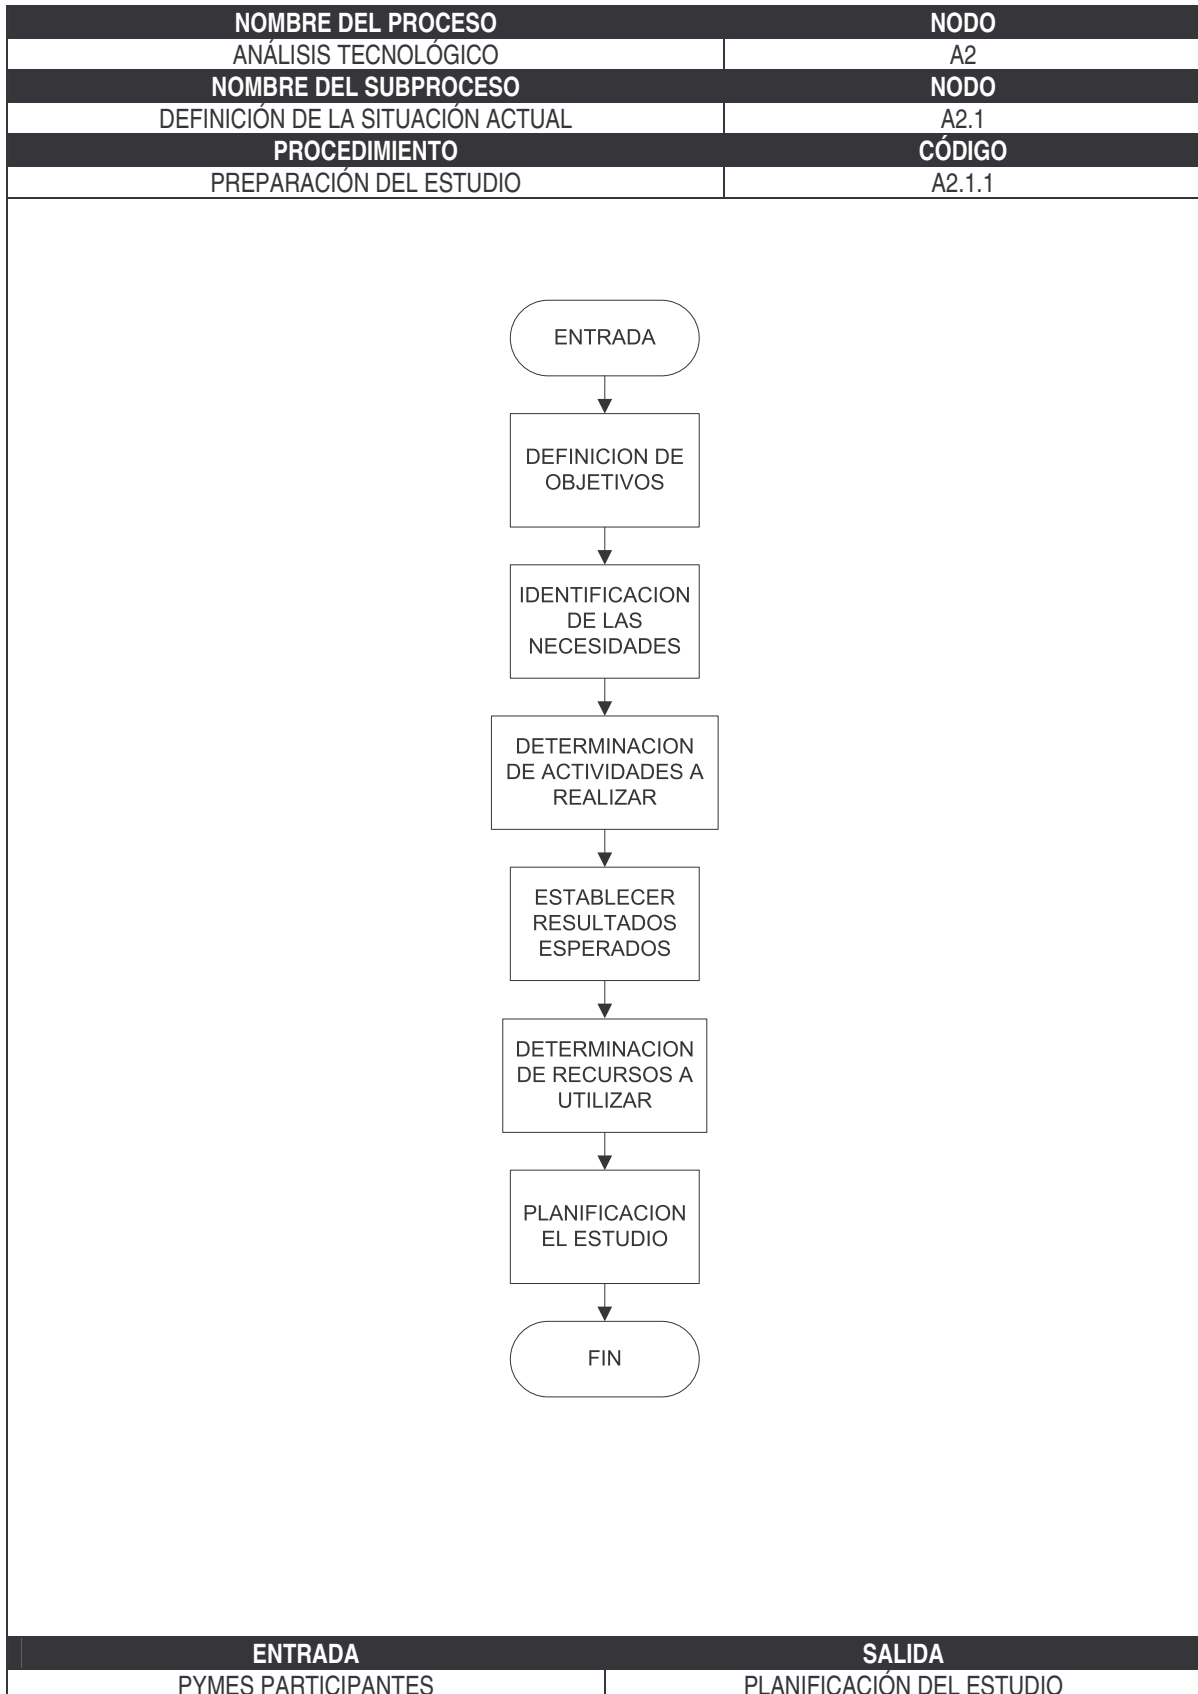 NOMBRE DEL PROCESO NODO
ANÁLISIS TECNOLÓGICO A2
NOMBRE DEL SUBPROCESO NODO
DEFINICIÓN DE LA SITUACIÓN ACTUAL A2.1
PROCEDIMIENTO CÓDIGO
PREPARACIÓN DEL ESTUDIO A2.1.1
ENTRADA
DEFINICION DE
OBJETIVOS
IDENTIFICACION
DE LAS
NECESIDADES
DETERMINACION
DE ACTIVIDADES A
REALIZAR
ESTABLECER
RESULTADOS
ESPERADOS
DETERMINACION
DE RECURSOS A
UTILIZAR
PLANIFICACION
EL ESTUDIO
FIN
ENTRADA SALIDA
PYMES PARTICIPANTES PLANIFICACIÓN DEL ESTUDIO